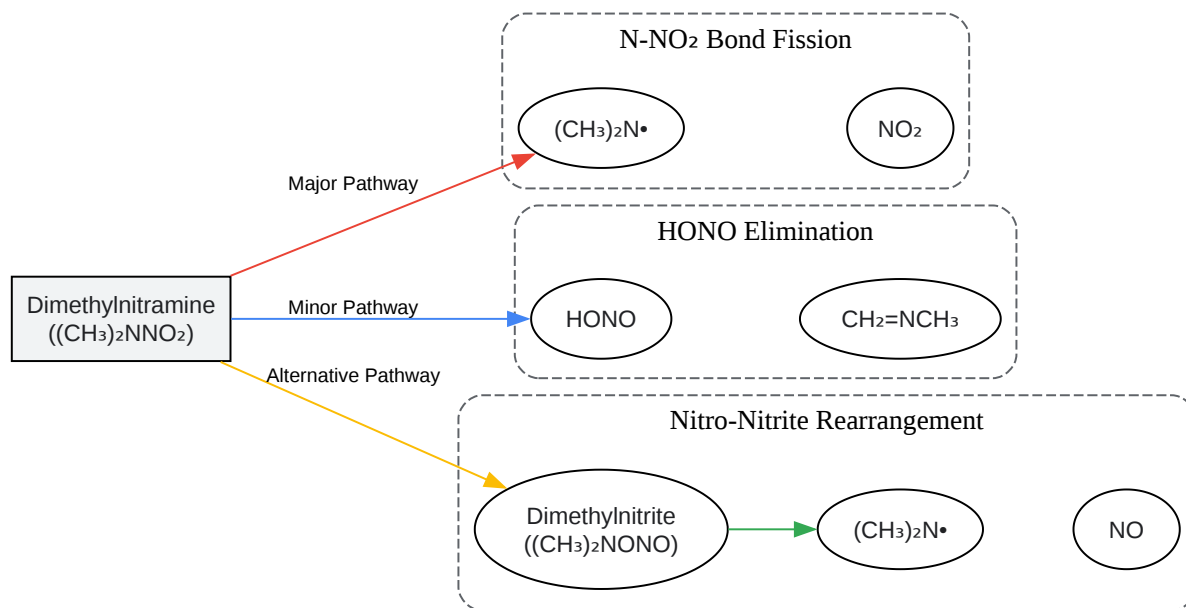 N-NO₂ Bond Fission
(CH₃)₂N•
NO₂
Major Pathway
HONO Elimination
Dimethylnitramine
((CH₃)₂NNO₂)
Minor Pathway
HONO
CH₂=NCH₃
Alternative Pathway
Nitro-Nitrite Rearrangement
Dimethylnitrite
((CH₃)₂NONO)
(CH₃)₂N•
NO